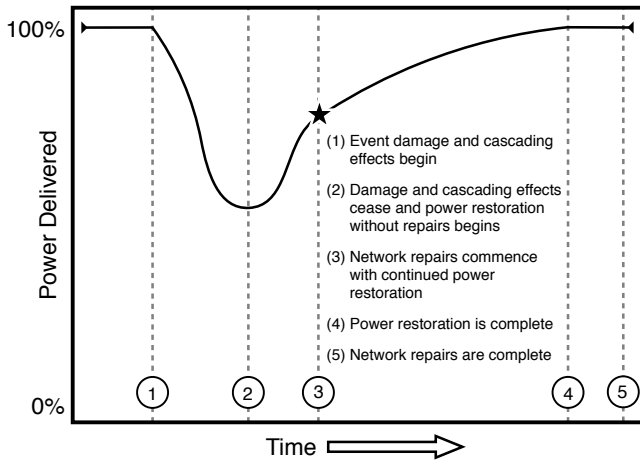 100%
Power Delivered
0%
(1) Event damage and cascading
effects begin
(2) Damage and cascading effects
cease and power restoration
without repairs begins
(3) Network repairs commence
with continued power
restoration
(4) Power restoration is complete
(5) Network repairs are complete
1
2
3
4
5
Time